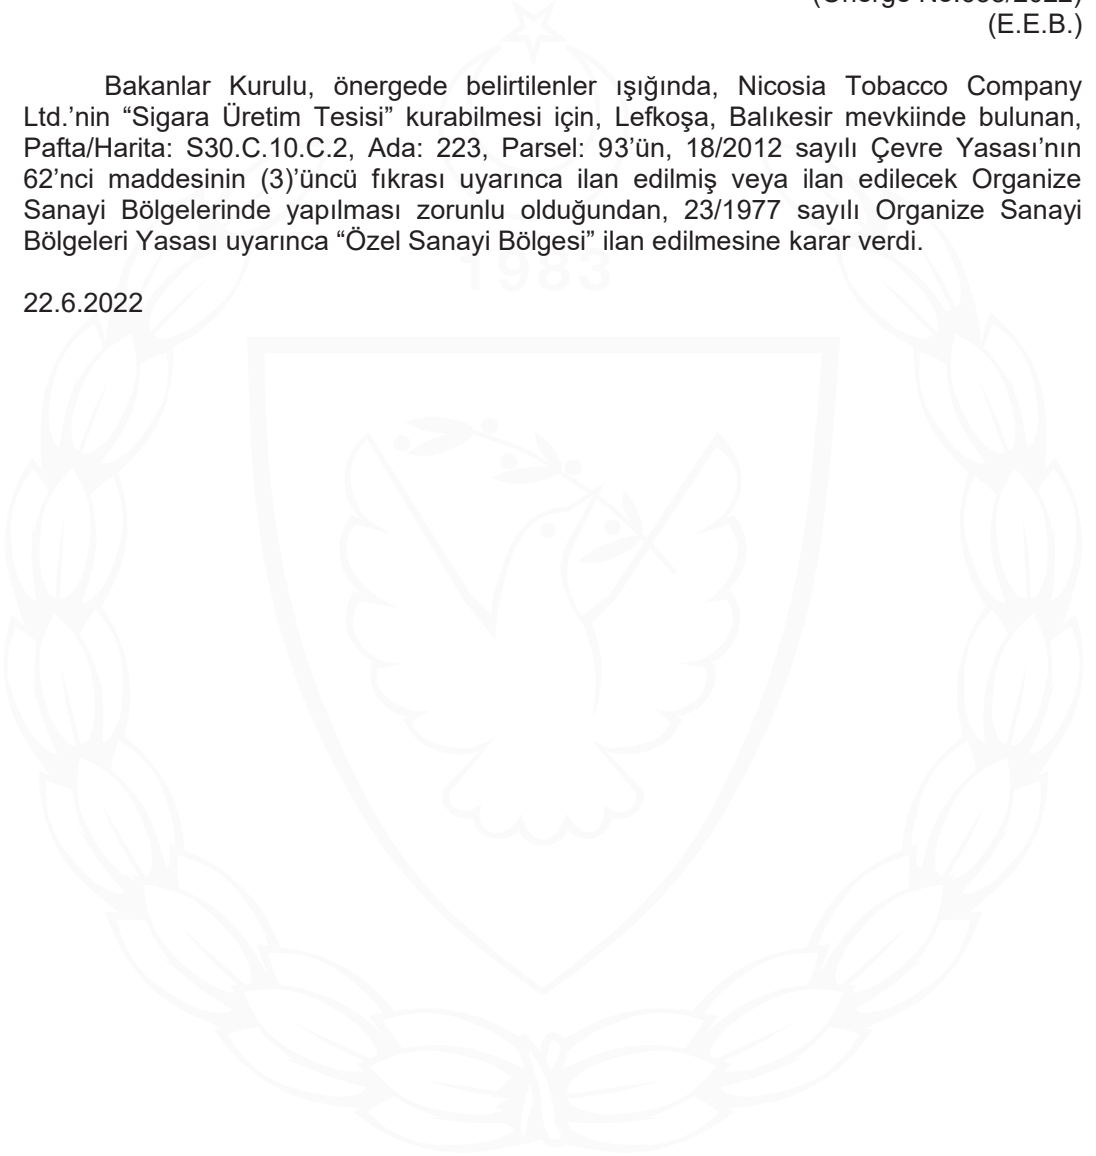 (E.E.B.)
Bakanlar Kurulu, önergede belirtilenler ışığında, Nicosia Tobacco Company
Ltd.’nin “Sigara Üretim Tesisi” kurabilmesi için, Lefkoşa, Balıkesir mevkiinde bulunan,
Pafta/Harita: S30.C.10.C.2, Ada: 223, Parsel: 93’ün, 18/2012 sayılı Çevre Yasası’nın
62’nci maddesinin (3)’üncü fıkrası uyarınca ilan edilmiş veya ilan edilecek Organize
Sanayi Bölgelerinde yapılması zorunlu olduğundan, 23/1977 sayılı Organize Sanayi
Bölgeleri Yasası uyarınca “Özel Sanayi Bölgesi” ilan edilmesine karar verdi.
1983
22.6.2022